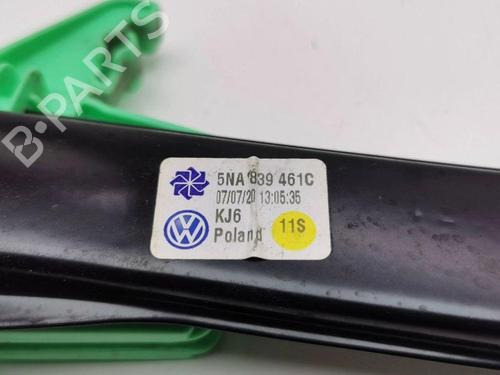 B-PARTS
5NA 839 461C
07/07/20 13:05:35
KJ6
Poland
11S